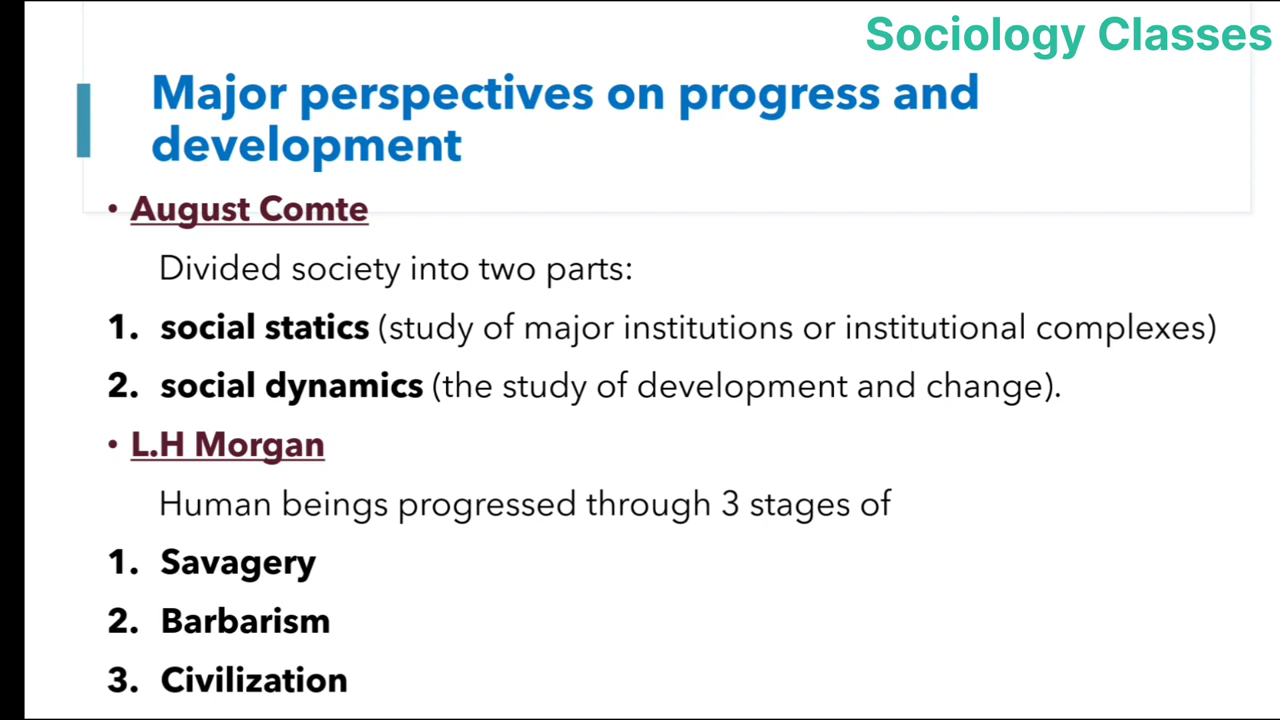 Sociology Classes
Major perspectives on progress and
development
• August Comte
Divided society into two parts:
1. social statics (study of major institutions or institutional complexes)
2. social dynamics (the study of development and change).
• L.H Morgan
Human beings progressed through 3 stages of
1. Savagery
2. Barbarism
3. Civilization